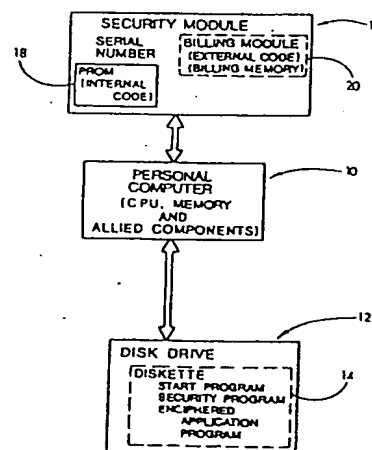 SECURITY MODULE
SERIAL
NUMBER
18
PROM
(INTERNAL
CODE)
BILLING MODULE
(EXTERNAL CODE)
(BILLING MEMORY)
20
PERSONAL
COMPUTER
(CPU, MEMORY
AND
ALLIED COMPONENTS)
10
12
DISK DRIVE
DISKETTE
START PROGRAM
SECURITY PROGRAM
ENCIPHERED
APPLICATION
PROGRAM
14